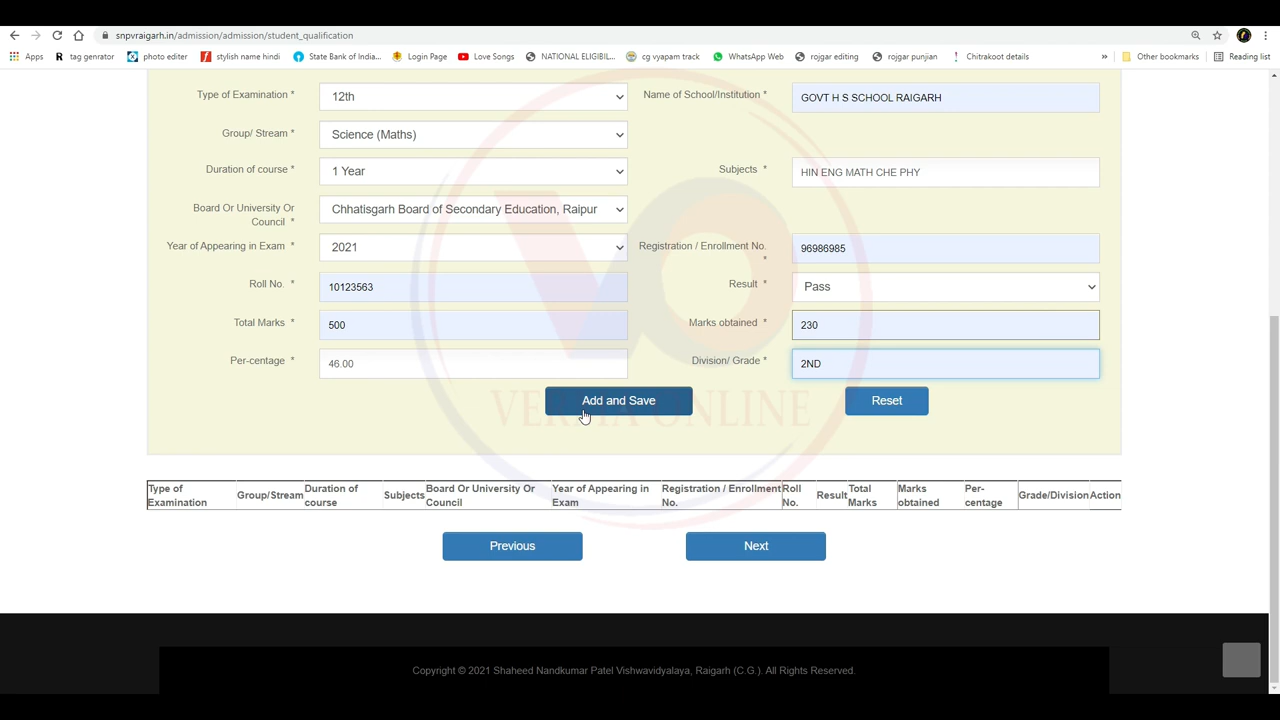 snpvraigarh.in/admission/admission/student_qualification
Apps
R tag genrator
photo editer
stylish name hindi
State Bank of India...
Login Page
Love Songs
NATIONAL ELIGIBIL...
cg vyapam track
WhatsApp Web
rojgar editing
rojgar punjian
Chitrakoot details
»
Other bookmarks
Reading list
Type of Examination * 12th
Name of School/Institution * GOVT H S SCHOOL RAIGARH
Group/ Stream * Science (Maths)
Duration of course * 1 Year
Subjects * HIN ENG MATH CHE PHY
Board Or University Or
Council *
Chhatisgarh Board of Secondary Education, Raipur
Year of Appearing in Exam * 2021
Registration / Enrollment No.
*
96986985
Roll No. * 10123563
Result * Pass
Total Marks * 500
Marks obtained * 230
Per-centage * 46.00
Division/ Grade * 2ND
Add and Save
Reset
VERMA ONLINE
Type of
Examination
Group/Stream
Duration of
course
Subjects
Board Or University Or
Council
Year of Appearing in
Exam
Registration / Enrollment
No.
Roll
No.
Result
Total
Marks
Marks
obtained
Per-
centage
Grade/Division
Action
Previous
Next
Copyright © 2021 Shaheed Nandkumar Patel Vishwavidyalaya, Raigarh (C.G.). All Rights Reserved.